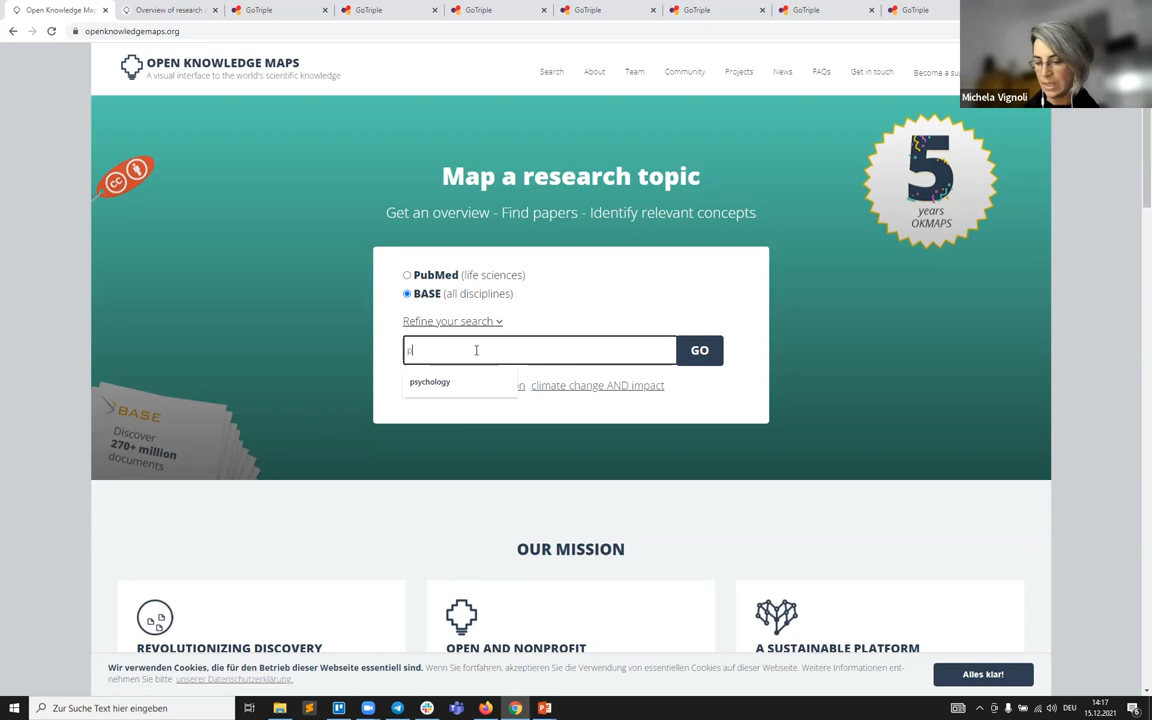 Open Knowledge Map
Overview of research
GoTriple
GoTriple
GoTriple
GoTriple
GoTriple
GoTriple
GoTriple
openknowledgemaps.org
OPEN KNOWLEDGE MAPS
A visual interface to the world's scientific knowledge
Search
About
Team
Community
Projects
News
FAQs
Get in touch
Become a
Michela Vignoli
CC
5
years
OKMAPS
Map a research topic
Get an overview - Find papers - Identify relevant concepts
PubMed (life sciences)
BASE (all disciplines)
Refine your search
p
GO
psychology
climate change AND impact
BASE
Discover
270+ million
documents
OUR MISSION
REVOLUTIONIZING DISCOVERY
OPEN AND NONPROFIT
A SUSTAINABLE PLATFORM
Wir verwenden Cookies, die für den Betrieb dieser Webseite essentiell sind. Wenn Sie fortfahren, akzeptieren Sie die Verwendung von essentiellen Cookies auf dieser Webseite. Weitere Informationen ent-
nehmen Sie bitte unserer Datenschutzerklärung.
Alles klar!
Zur Suche Text hier eingeben
DEU
14:17
15.12.2021